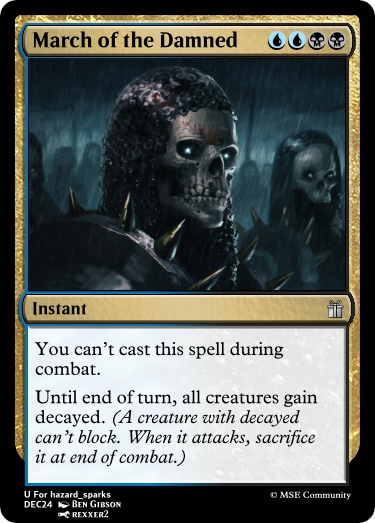 March of the Damned
Instant
You can't cast this spell during
combat.
Until end of turn, all creatures gain
decayed. (A creature with decayed
can't block. When it attacks, sacrifice
it at end of combat.)
U For hazard_sparks
DEC24 Ben Gibson
rexxer2
© MSE Community